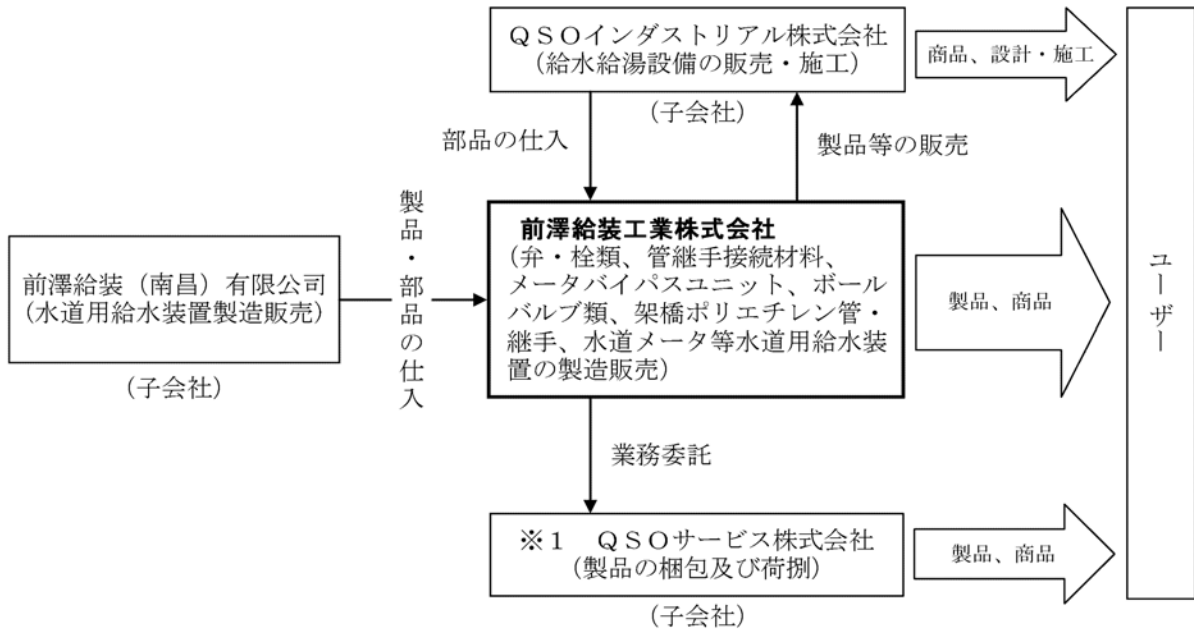 QSOインダストリアル株式会社
(給水給湯設備の販売・施工)
(子会社)
商品、設計・施工
部品の仕入
製品等の販売
前澤給装(南昌)有限公司
(水道用給水装置製造販売)
(子会社)
製品・部品の仕入
前澤給装工業株式会社
(弁・栓類、管継手接続材料、
メータバイパスユニット、ボール
バルブ類、架橋ポリエチレン管・
継手、水道メータ等水道用給水装
置の製造販売)
製品、商品
ユーザー
業務委託
※1 QSOサービス株式会社
(製品の梱包及び荷捌)
(子会社)
製品、商品